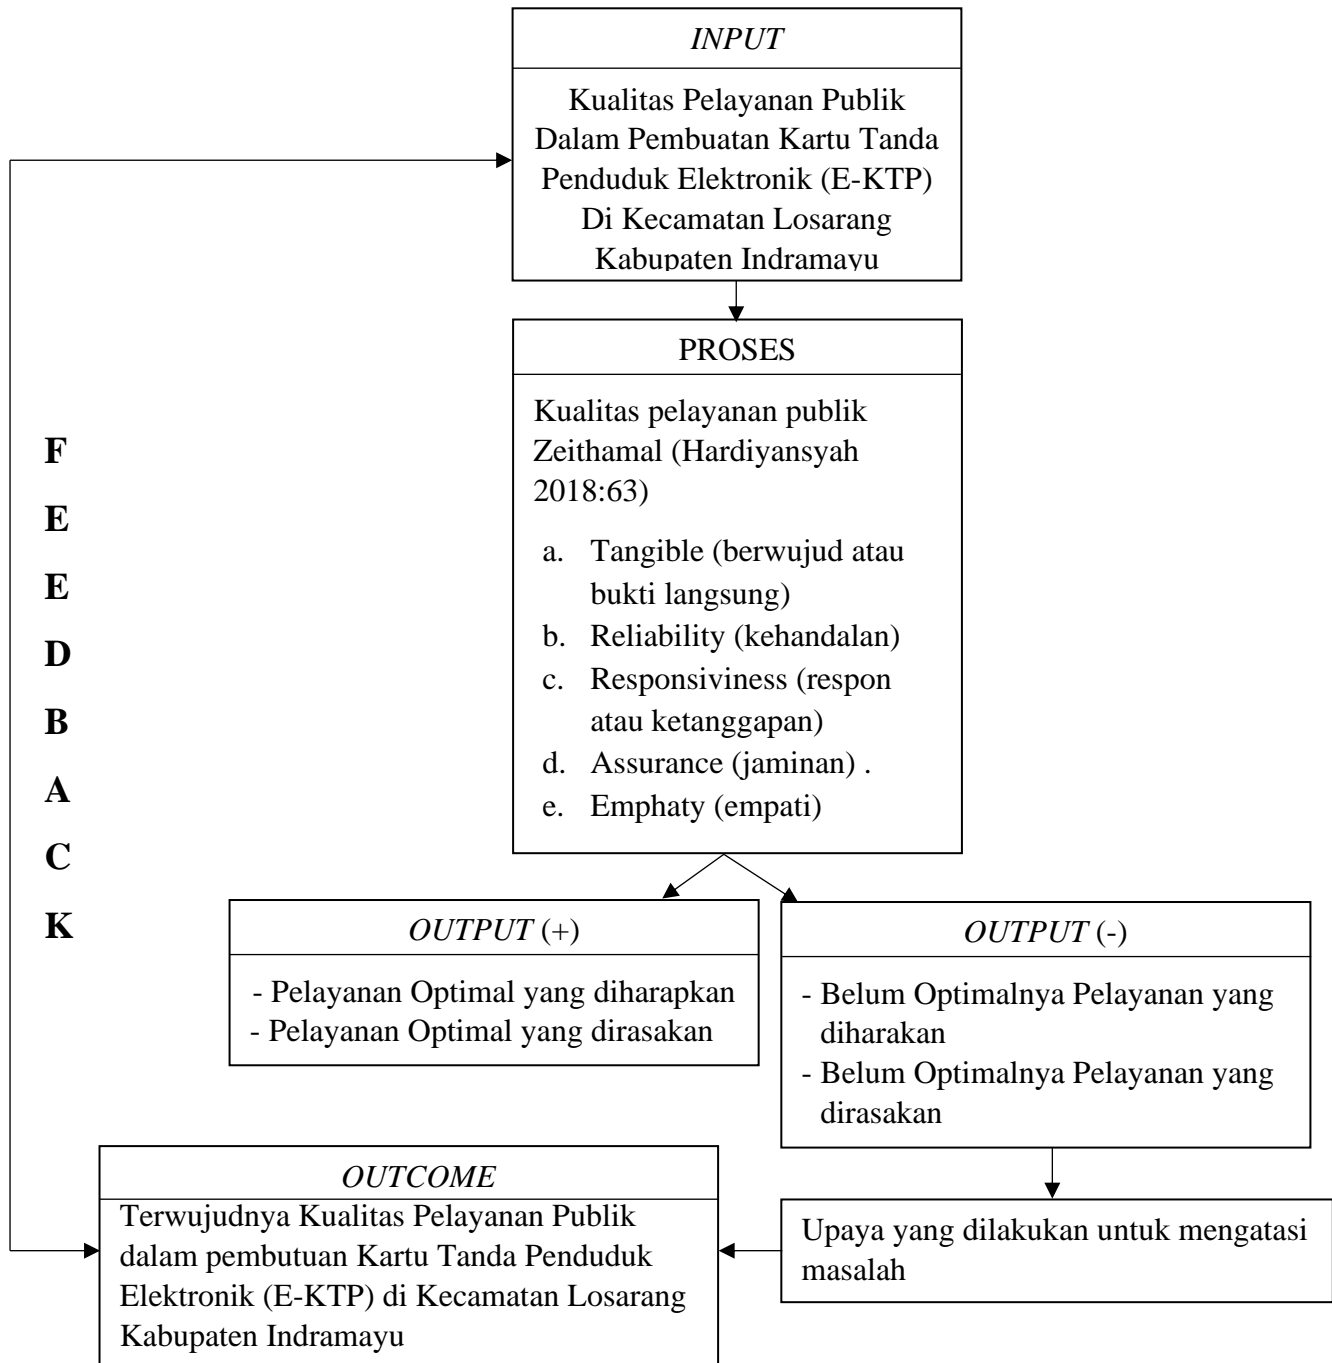 INPUT
Kualitas Pelayanan Publik
Dalam Pembuatan Kartu Tanda
Penduduk Elektronik (E-KTP)
Di Kecamatan Losarang
Kabupaten Indramayu
PROSES
Kualitas pelayanan publik
Zeithamal (Hardiyansyah
2018:63)
a. Tangible (berwujud atau
bukti langsung)
b. Reliability (kehandalan)
c. Responsiviness (respon
atau ketanggapan)
d. Assurance (jaminan) .
e. Emphaty (empati)
F
E
E
D
B
A
C
K
OUTPUT (+)
- Pelayanan Optimal yang diharapkan
- Pelayanan Optimal yang dirasakan
OUTPUT (-)
- Belum Optimalnya Pelayanan yang
diharakan
- Belum Optimalnya Pelayanan yang
dirasakan
Upaya yang dilakukan untuk mengatasi
masalah
OUTCOME
Terwujudnya Kualitas Pelayanan Publik
dalam pembutuan Kartu Tanda Penduduk
Elektronik (E-KTP) di Kecamatan Losarang
Kabupaten Indramayu